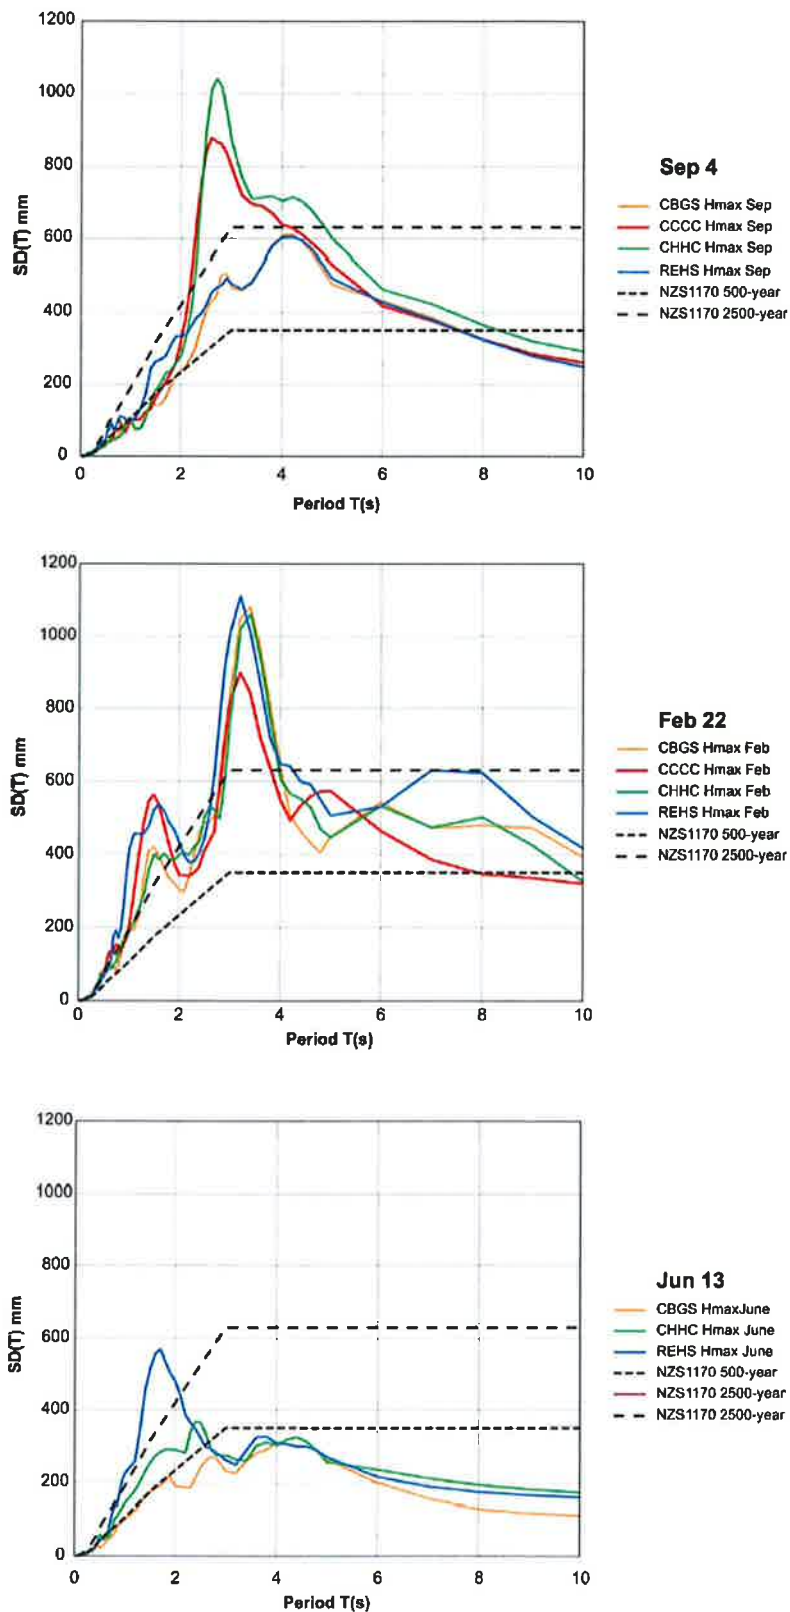 1200
1000
800
600
400
200
0
SD(T) mm
0 2 4 6 8 10
Period T(s)
Sep 4
CBGS Hmax Sep
CCCC Hmax Sep
CHHC Hmax Sep
REHS Hmax Sep
NZS1170 500-year
NZS1170 2500-year
1200
1000
800
600
400
200
0
SD(T) mm
0 2 4 6 8 10
Period T(s)
Feb 22
CBGS Hmax Feb
CCCC Hmax Feb
CHHC Hmax Feb
REHS Hmax Feb
NZS1170 500-year
NZS1170 2500-year
1200
1000
800
600
400
200
0
SD(T) mm
0 2 4 6 8 10
Period T(s)
Jun 13
CBGS HmaxJune
CHHC Hmax June
REHS Hmax June
NZS1170 500-year
NZS1170 2500-year
NZS1170 2500-year